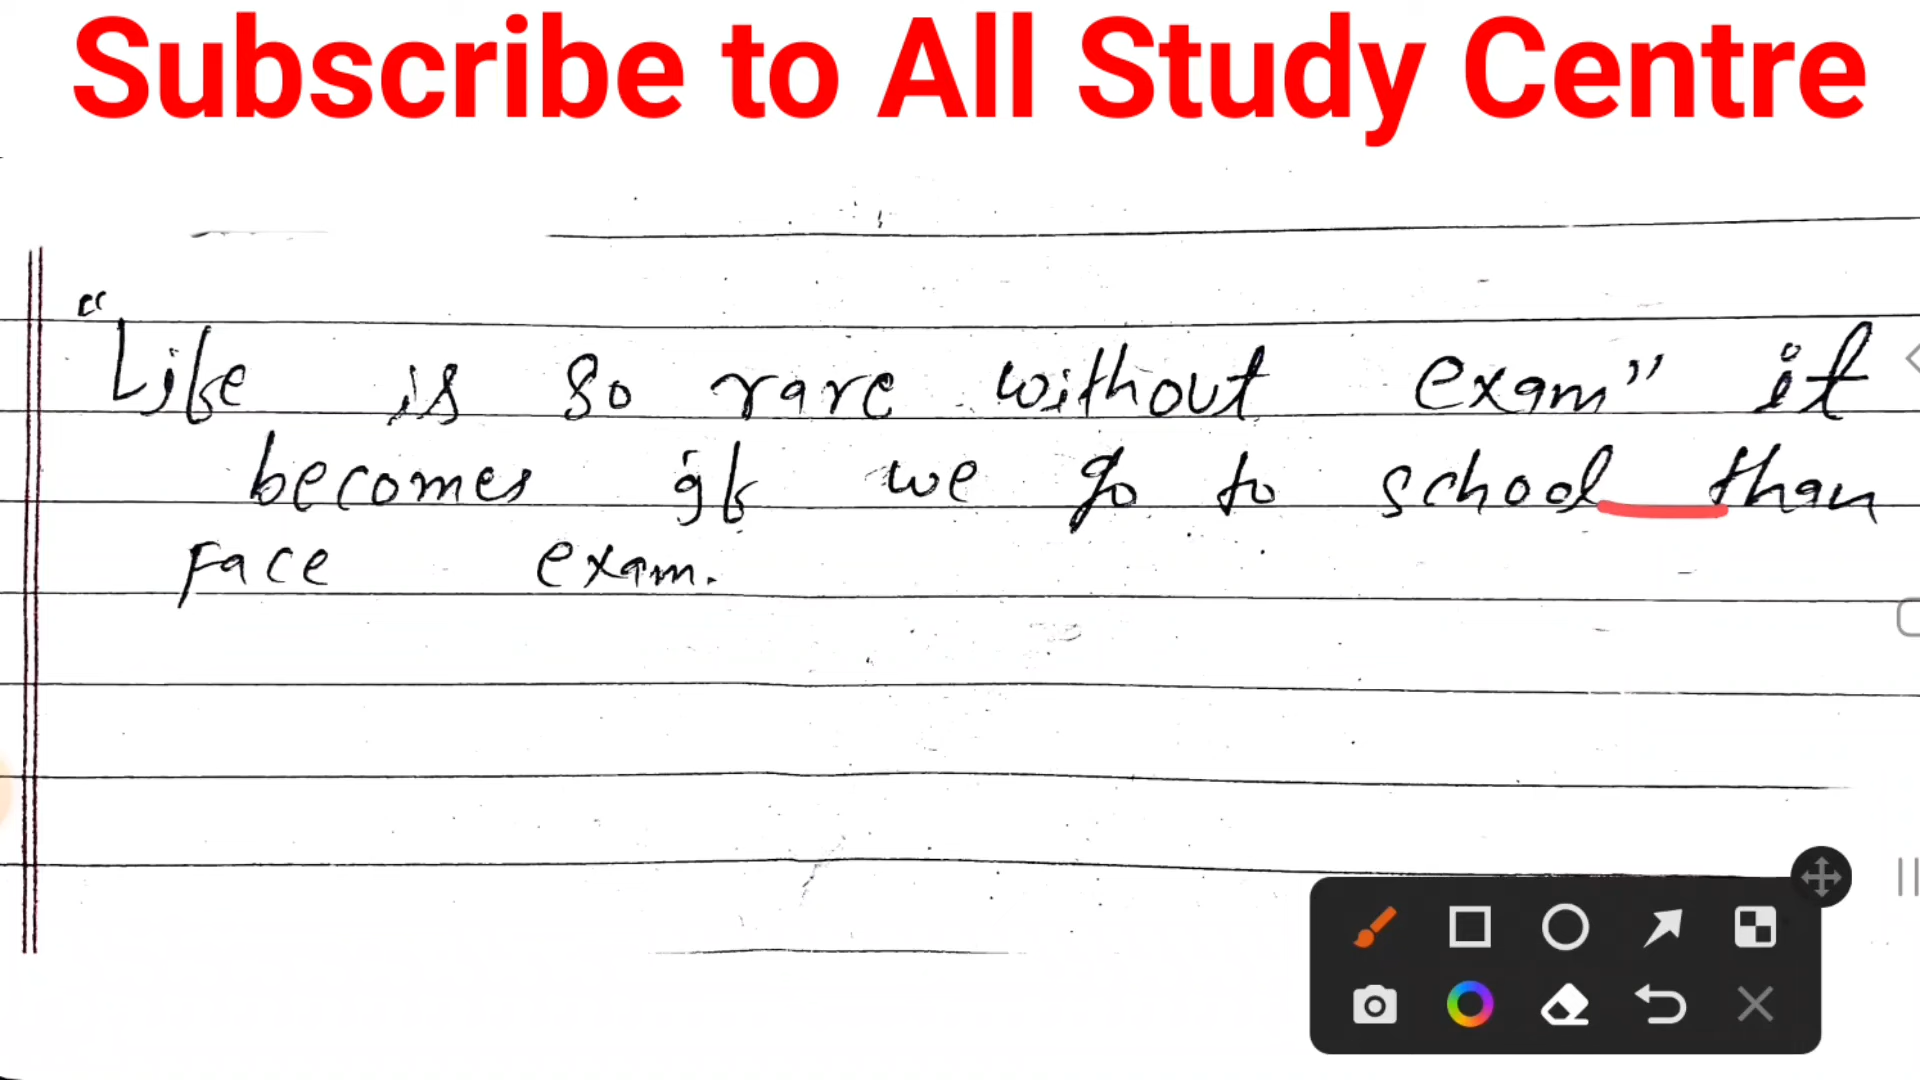 Subscribe to All Study Centre
"Life is so rare without exam" it
becomes if we go to school than
Face exam.